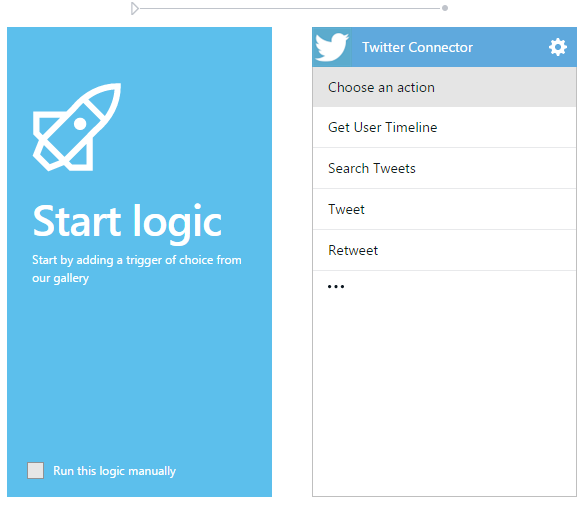 Start logic
Start by adding a trigger of choice from
our gallery
Run this logic manually
Twitter Connector
Choose an action
Get User Timeline
Search Tweets
Tweet
Retweet
...